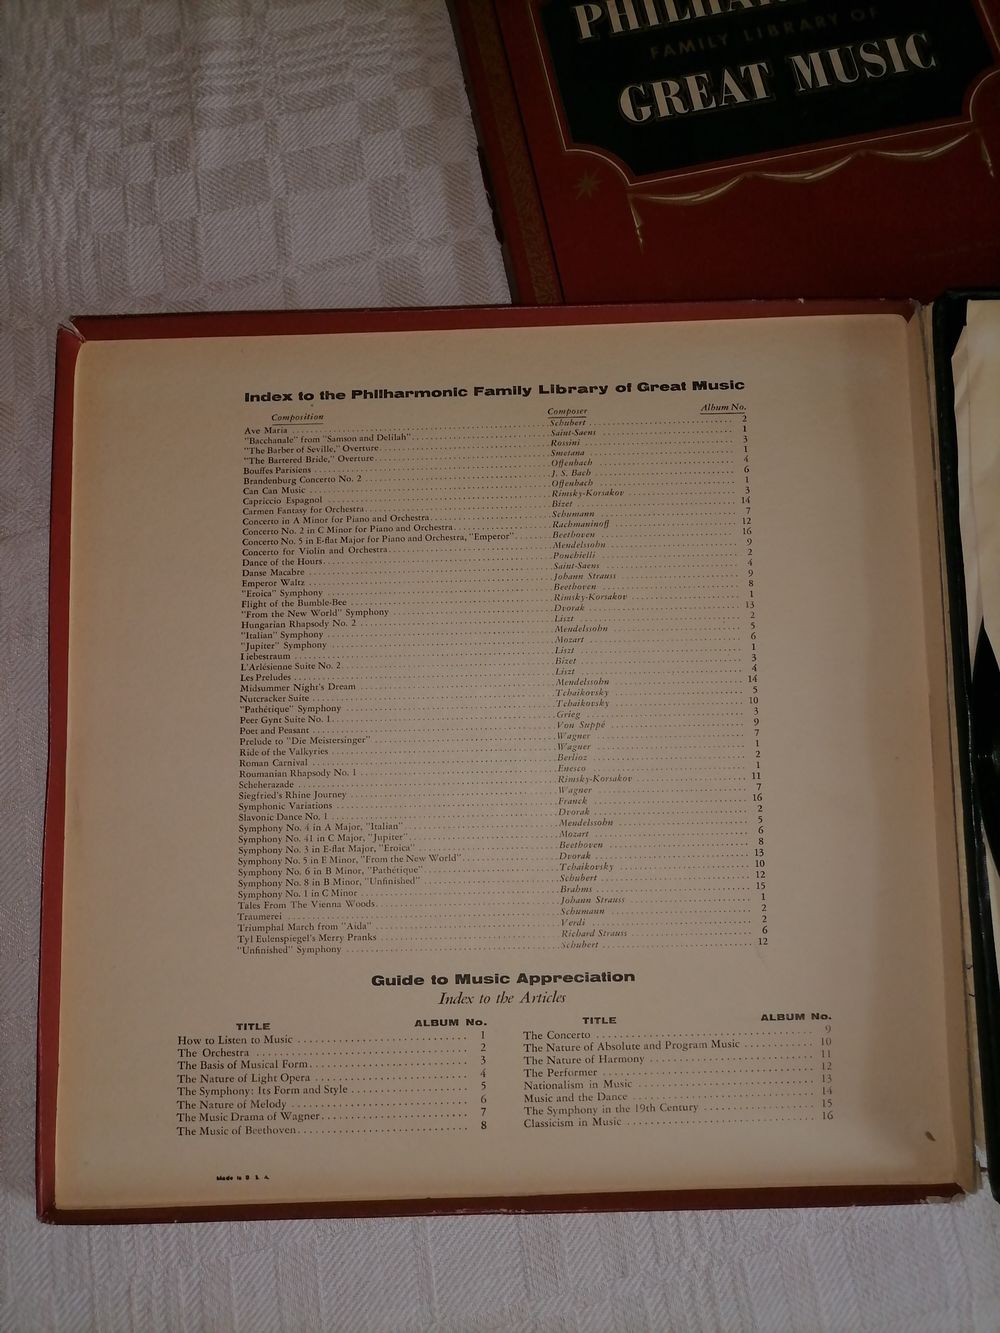 PHILHAR
FAMILY LIBRARY OF
GREAT MUSIC
Index to the Philharmonic Family Library of Great Music
Composition Composer Album No.
Ave Maria Schubert 2
"Bacchanale" from "Samson and Delilah" Saint-Saens 1
"The Barber of Seville," Overture Rossini 3
"The Bartered Bride," Overture Smetana 1
Bouffes Parisiens Offenbach 4
Brandenburg Concerto No. 2 J. S. Bach 6
Can Can Music Offenbach 1
Capriccio Espagnol Rimsky-Korsakov 3
Carmen Fantasy for Orchestra Bizet 14
Concerto in A Minor for Piano and Orchestra Schumann 7
Concerto No. 2 in C Minor for Piano and Orchestra Rachmaninoff 12
Concerto No. 5 in E-flat Major for Piano and Orchestra, "Emperor" Beethoven 16
Concerto for Violin and Orchestra Mendelssohn 9
Dance of the Hours Ponchielli 2
Danse Macabre Saint-Saens 4
Emperor Waltz Johann Strauss 9
"Eroica" Symphony Beethoven 8
Flight of the Bumble-Bee Rimsky-Korsakov 1
"From the New World" Symphony Dvorak 13
Hungarian Rhapsody No. 2 Liszt 2
"Italian" Symphony Mendelssohn 5
"Jupiter" Symphony Mozart 6
Liebestraum Liszt 1
L'Arlésienne Suite No. 2 Bizet 3
Les Preludes Liszt 4
Midsummer Night's Dream Mendelssohn 14
Nutcracker Suite Tchaikovsky 5
"Pathétique" Symphony Tchaikovsky 10
Peer Gynt Suite No. 1 Grieg 3
Poet and Peasant Von Suppé 9
Prelude to "Die Meistersinger" Wagner 7
Ride of the Valkyries Wagner 1
Roman Carnival Berlioz 2
Roumanian Rhapsody No. 1 Enesco 1
Scheherazade Rimsky-Korsakov 11
Siegfried's Rhine Journey Wagner 7
Symphonic Variations Franck 16
Slavonic Dance No. 1 Dvorak 2
Symphony No. 4 in A Major, "Italian" Mendelssohn 5
Symphony No. 41 in C Major, "Jupiter" Mozart 6
Symphony No. 3 in E-flat Major, "Eroica" Beethoven 8
Symphony No. 5 in E Minor, "From the New World" Dvorak 13
Symphony No. 6 in B Minor, "Pathétique" Tchaikovsky 10
Symphony No. 8 in B Minor, "Unfinished" Schubert 12
Symphony No. 1 in C Minor Brahms 15
Tales From The Vienna Woods Johann Strauss 1
Traumerei Schumann 2
Triumphal March from "Aida" Verdi 2
Tyl Eulenspiegel's Merry Pranks Richard Strauss 6
"Unfinished" Symphony Schubert 12
Guide to Music Appreciation
Index to the Articles
TITLE ALBUM No.
How to Listen to Music 1
The Orchestra 2
The Basis of Musical Form 3
The Nature of Light Opera 4
The Symphony: Its Form and Style 5
The Nature of Melody 6
The Music Drama of Wagner 7
The Music of Beethoven 8
TITLE ALBUM No.
The Concerto 9
The Nature of Absolute and Program Music 10
The Nature of Harmony 11
The Performer 12
Nationalism in Music 13
Music and the Dance 14
The Symphony in the 19th Century 15
Classicism in Music 16
Made in U. S. A.